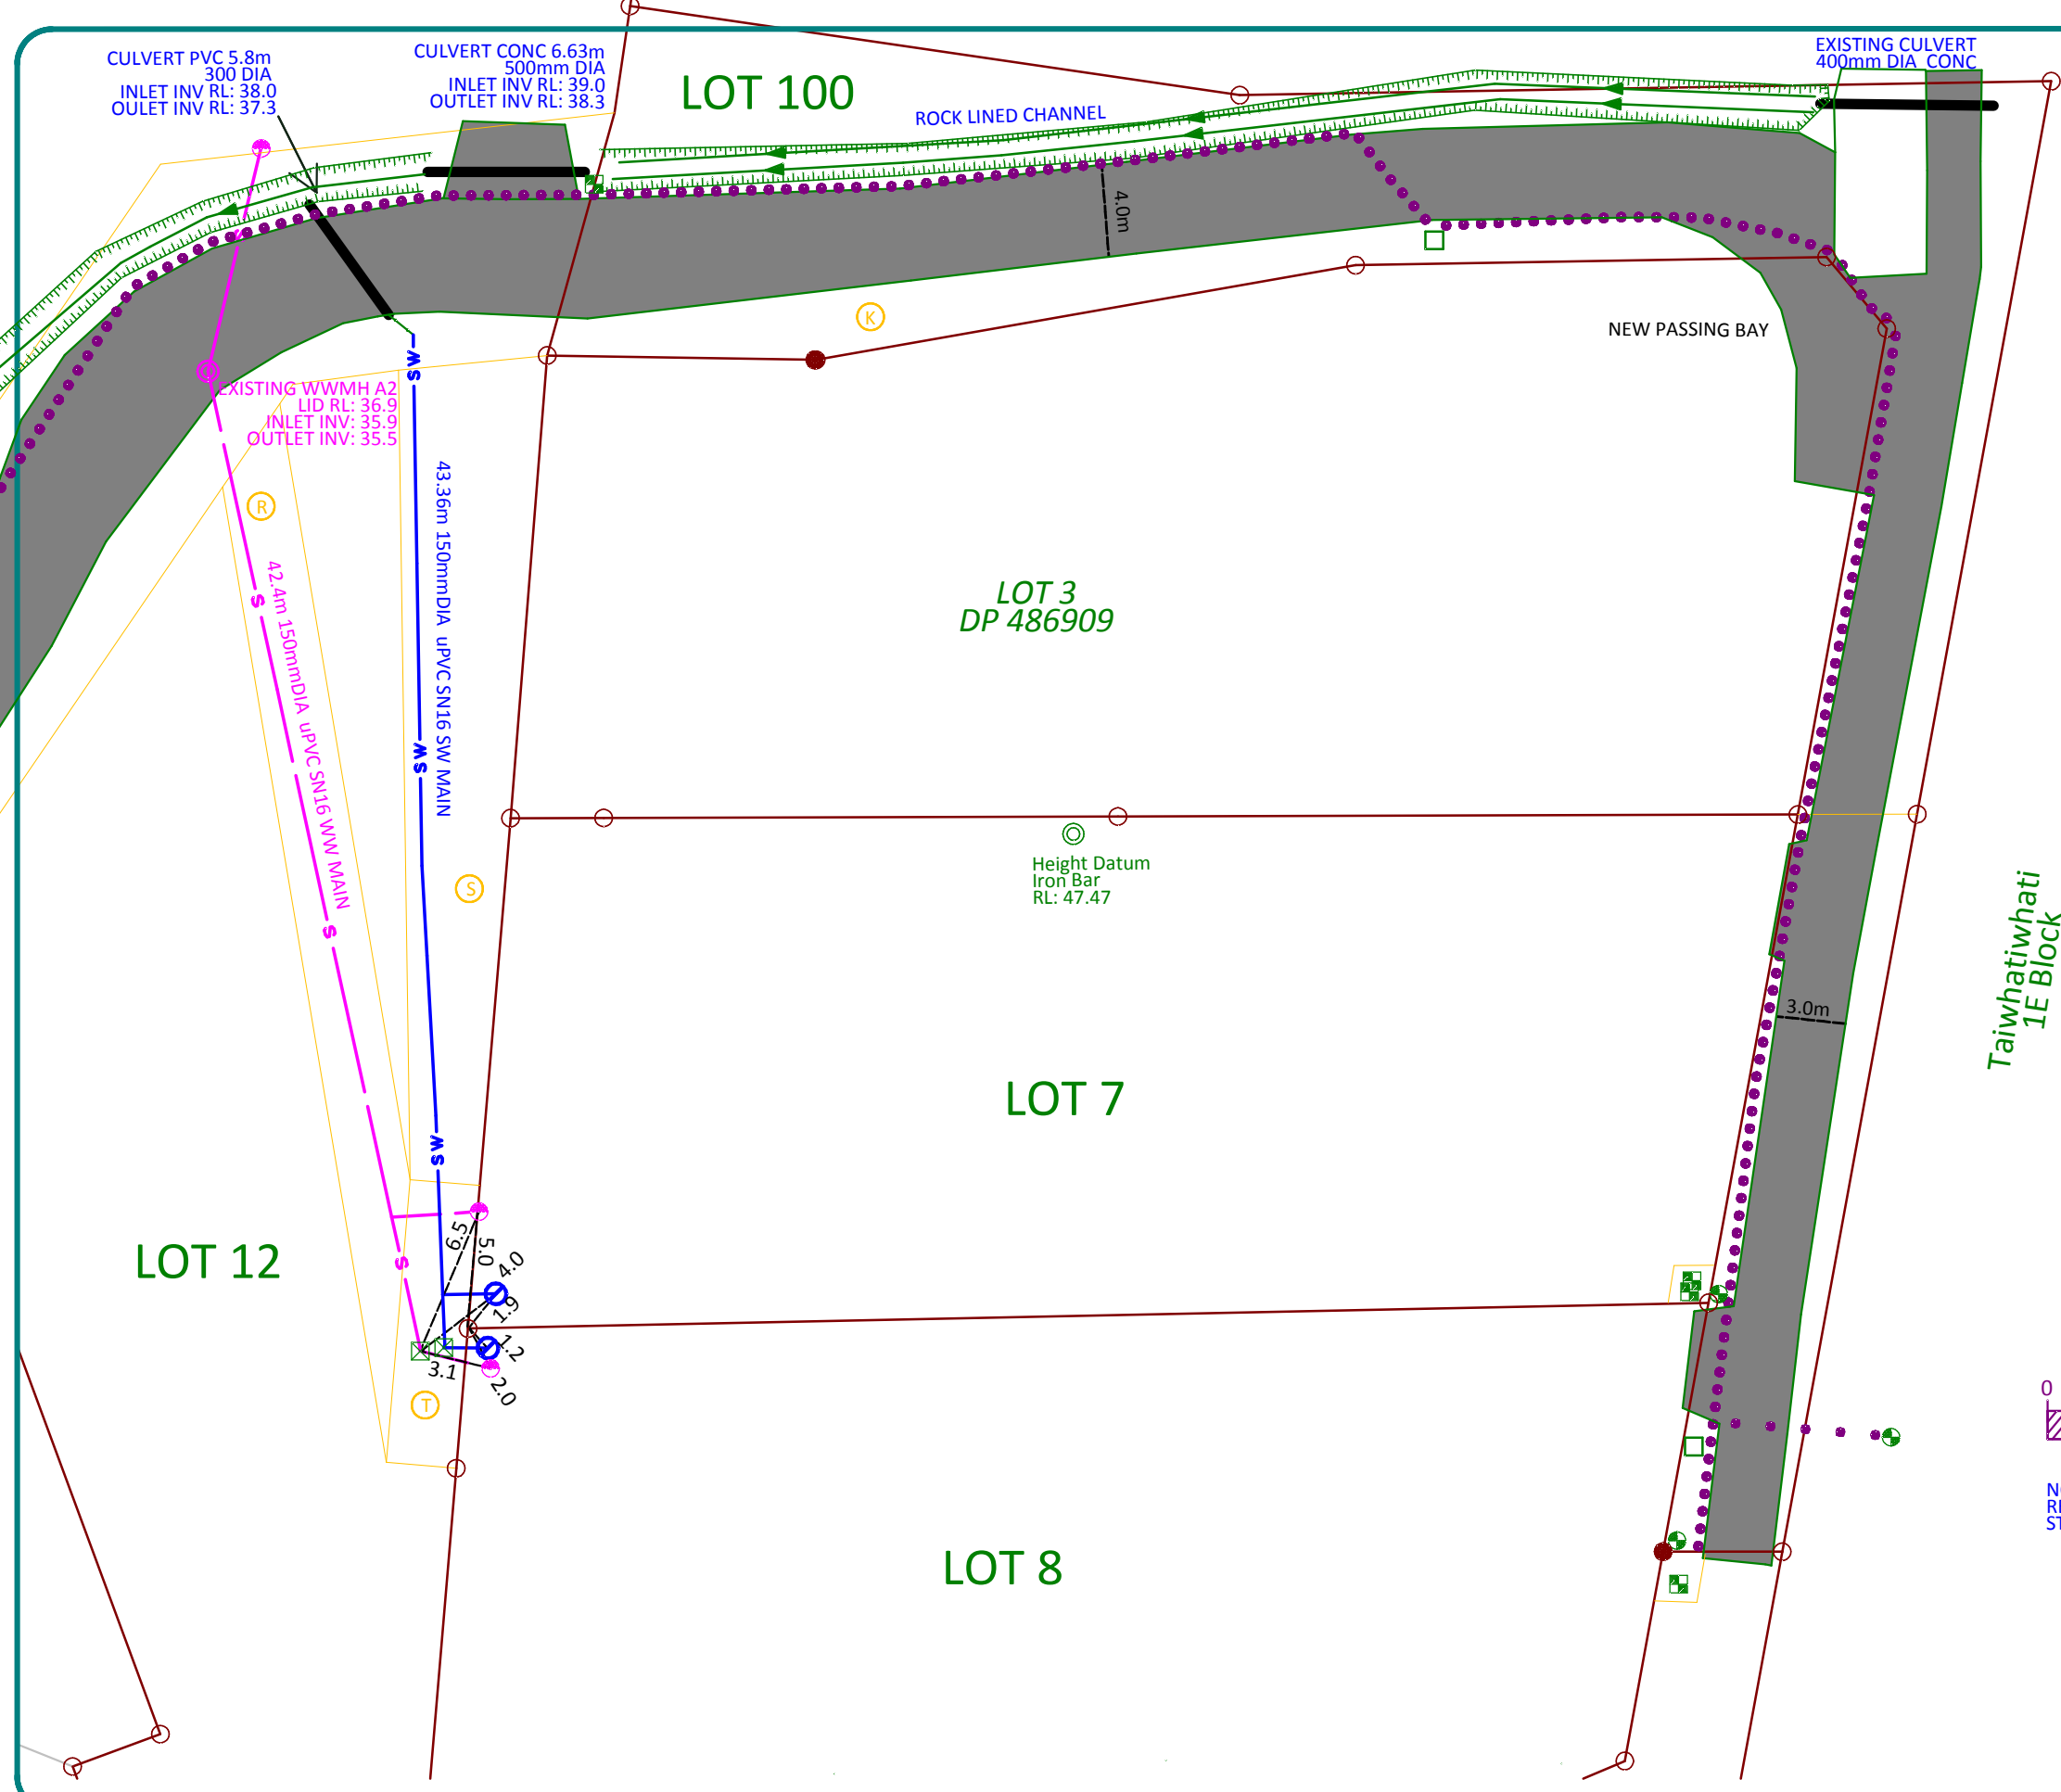 CULVERT PVC 5.8m
300 DIA
INLET INV RL: 38.0
OULET INV RL: 37.3
CULVERT CONC 6.63m
500mm DIA
INLET INV RL: 39.0
OUTLET INV RL: 38.3
LOT 100
ROCK LINED CHANNEL
EXISTING CULVERT
400mm DIA CONC
4.0m
K
NEW PASSING BAY
EXISTING WWMH A2
LID RL: 36.9
INLET INV: 35.9
OUTLET INV: 35.5
R
42.4m 150mmDIA uPVC SN16 WW MAIN
43.36m 150mmDIA uPVC SN16 SW MAIN
SW
SW
SW
S
S
S
LOT 3
DP 486909
Height Datum
Iron Bar
RL: 47.47
S
Taiwhatiwhati
1E Block
3.0m
LOT 7
LOT 12
6.5
5.0
4.0
1.9
1.2
3.1
2.0
T
LOT 8
0